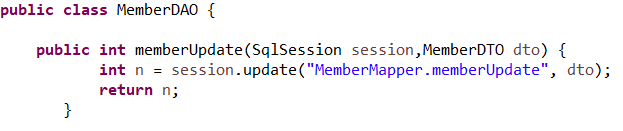 public class MemberDAO {
public int memberUpdate(SqlSession session,MemberDTO dto) {
int n = session.update("MemberMapper.memberUpdate", dto);
return n;
}